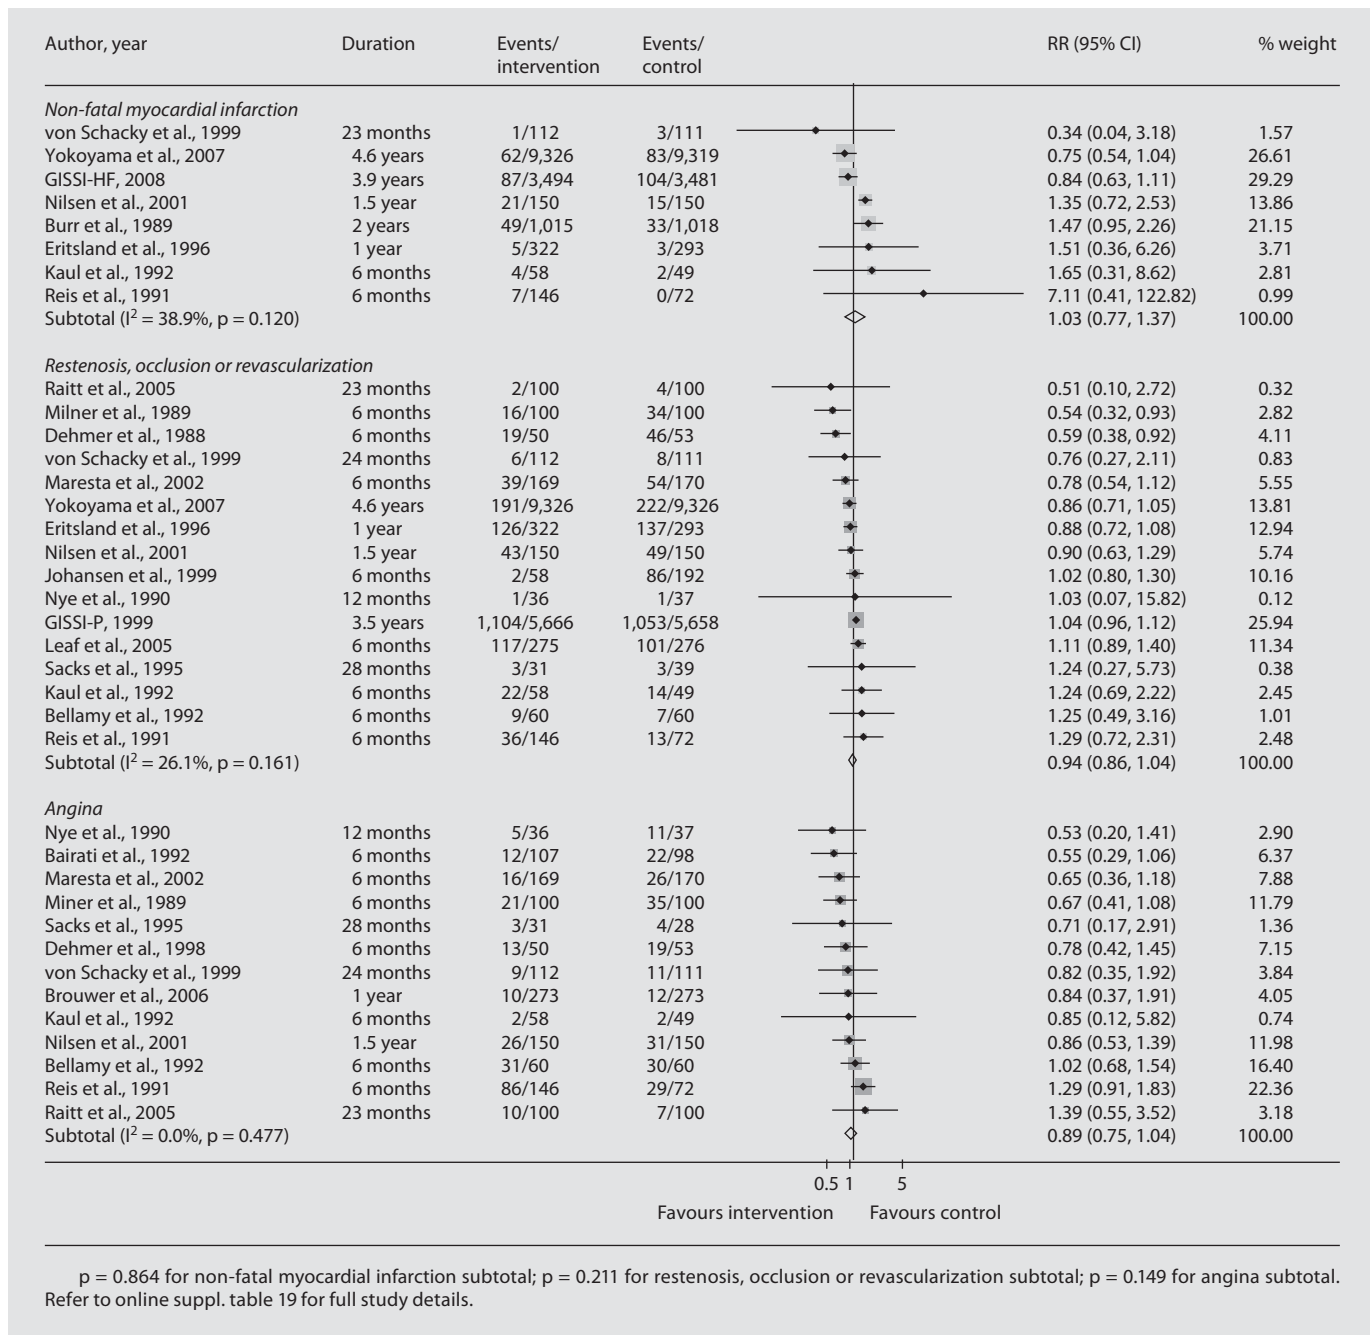 Author, year Duration Events/ intervention Events/ control RR (95% CI) % weight
Non-fatal myocardial infarction
von Schacky et al., 1999 23 months 1/112 3/111 0.34 (0.04, 3.18) 1.57
Yokoyama et al., 2007 4.6 years 62/9,326 83/9,319 0.75 (0.54, 1.04) 26.61
GISSI-HF, 2008 3.9 years 87/3,494 104/3,481 0.84 (0.63, 1.11) 29.29
Nilsen et al., 2001 1.5 year 21/150 15/150 1.35 (0.72, 2.53) 13.86
Burr et al., 1989 2 years 49/1,015 33/1,018 1.47 (0.95, 2.26) 21.15
Eritsland et al., 1996 1 year 5/322 3/293 1.51 (0.36, 6.26) 3.71
Kaul et al., 1992 6 months 4/58 2/49 1.65 (0.31, 8.62) 2.81
Reis et al., 1991 6 months 7/146 0/72 7.11 (0.41, 122.82) 0.99
Subtotal (I2 = 38.9%, p = 0.120) 1.03 (0.77, 1.37) 100.00
Restenosis, occlusion or revascularization
Raitt et al., 2005 23 months 2/100 4/100 0.51 (0.10, 2.72) 0.32
Milner et al., 1989 6 months 16/100 34/100 0.54 (0.32, 0.93) 2.82
Dehmer et al., 1988 6 months 19/50 46/53 0.59 (0.38, 0.92) 4.11
von Schacky et al., 1999 24 months 6/112 8/111 0.76 (0.27, 2.11) 0.83
Maresta et al., 2002 6 months 39/169 54/170 0.78 (0.54, 1.12) 5.55
Yokoyama et al., 2007 4.6 years 191/9,326 222/9,326 0.86 (0.71, 1.05) 13.81
Eritsland et al., 1996 1 year 126/322 137/293 0.88 (0.72, 1.08) 12.94
Nilsen et al., 2001 1.5 year 43/150 49/150 0.90 (0.63, 1.29) 5.74
Johansen et al., 1999 6 months 2/58 86/192 1.02 (0.80, 1.30) 10.16
Nye et al., 1990 12 months 1/36 1/37 1.03 (0.07, 15.82) 0.12
GISSI-P, 1999 3.5 years 1,104/5,666 1,053/5,658 1.04 (0.96, 1.12) 25.94
Leaf et al., 2005 6 months 117/275 101/276 1.11 (0.89, 1.40) 11.34
Sacks et al., 1995 28 months 3/31 3/39 1.24 (0.27, 5.73) 0.38
Kaul et al., 1992 6 months 22/58 14/49 1.24 (0.69, 2.22) 2.45
Bellamy et al., 1992 6 months 9/60 7/60 1.25 (0.49, 3.16) 1.01
Reis et al., 1991 6 months 36/146 13/72 1.29 (0.72, 2.31) 2.48
Subtotal (I2 = 26.1%, p = 0.161) 0.94 (0.86, 1.04) 100.00
Angina
Nye et al., 1990 12 months 5/36 11/37 0.53 (0.20, 1.41) 2.90
Bairati et al., 1992 6 months 12/107 22/98 0.55 (0.29, 1.06) 6.37
Maresta et al., 2002 6 months 16/169 26/170 0.65 (0.36, 1.18) 7.88
Miner et al., 1989 6 months 21/100 35/100 0.67 (0.41, 1.08) 11.79
Sacks et al., 1995 28 months 3/31 4/28 0.71 (0.17, 2.91) 1.36
Dehmer et al., 1998 6 months 13/50 19/53 0.78 (0.42, 1.45) 7.15
von Schacky et al., 1999 24 months 9/112 11/111 0.82 (0.35, 1.92) 3.84
Brouwer et al., 2006 1 year 10/273 12/273 0.84 (0.37, 1.91) 4.05
Kaul et al., 1992 6 months 2/58 2/49 0.85 (0.12, 5.82) 0.74
Nilsen et al., 2001 1.5 year 26/150 31/150 0.86 (0.53, 1.39) 11.98
Bellamy et al., 1992 6 months 31/60 30/60 1.02 (0.68, 1.54) 16.40
Reis et al., 1991 6 months 86/146 29/72 1.29 (0.91, 1.83) 22.36
Raitt et al., 2005 23 months 10/100 7/100 1.39 (0.55, 3.52) 3.18
Subtotal (I2 = 0.0%, p = 0.477) 0.89 (0.75, 1.04) 100.00
0.5 1 5
Favours intervention Favours control
p = 0.864 for non-fatal myocardial infarction subtotal; p = 0.211 for restenosis, occlusion or revascularization subtotal; p = 0.149 for angina subtotal.
Refer to online suppl. table 19 for full study details.